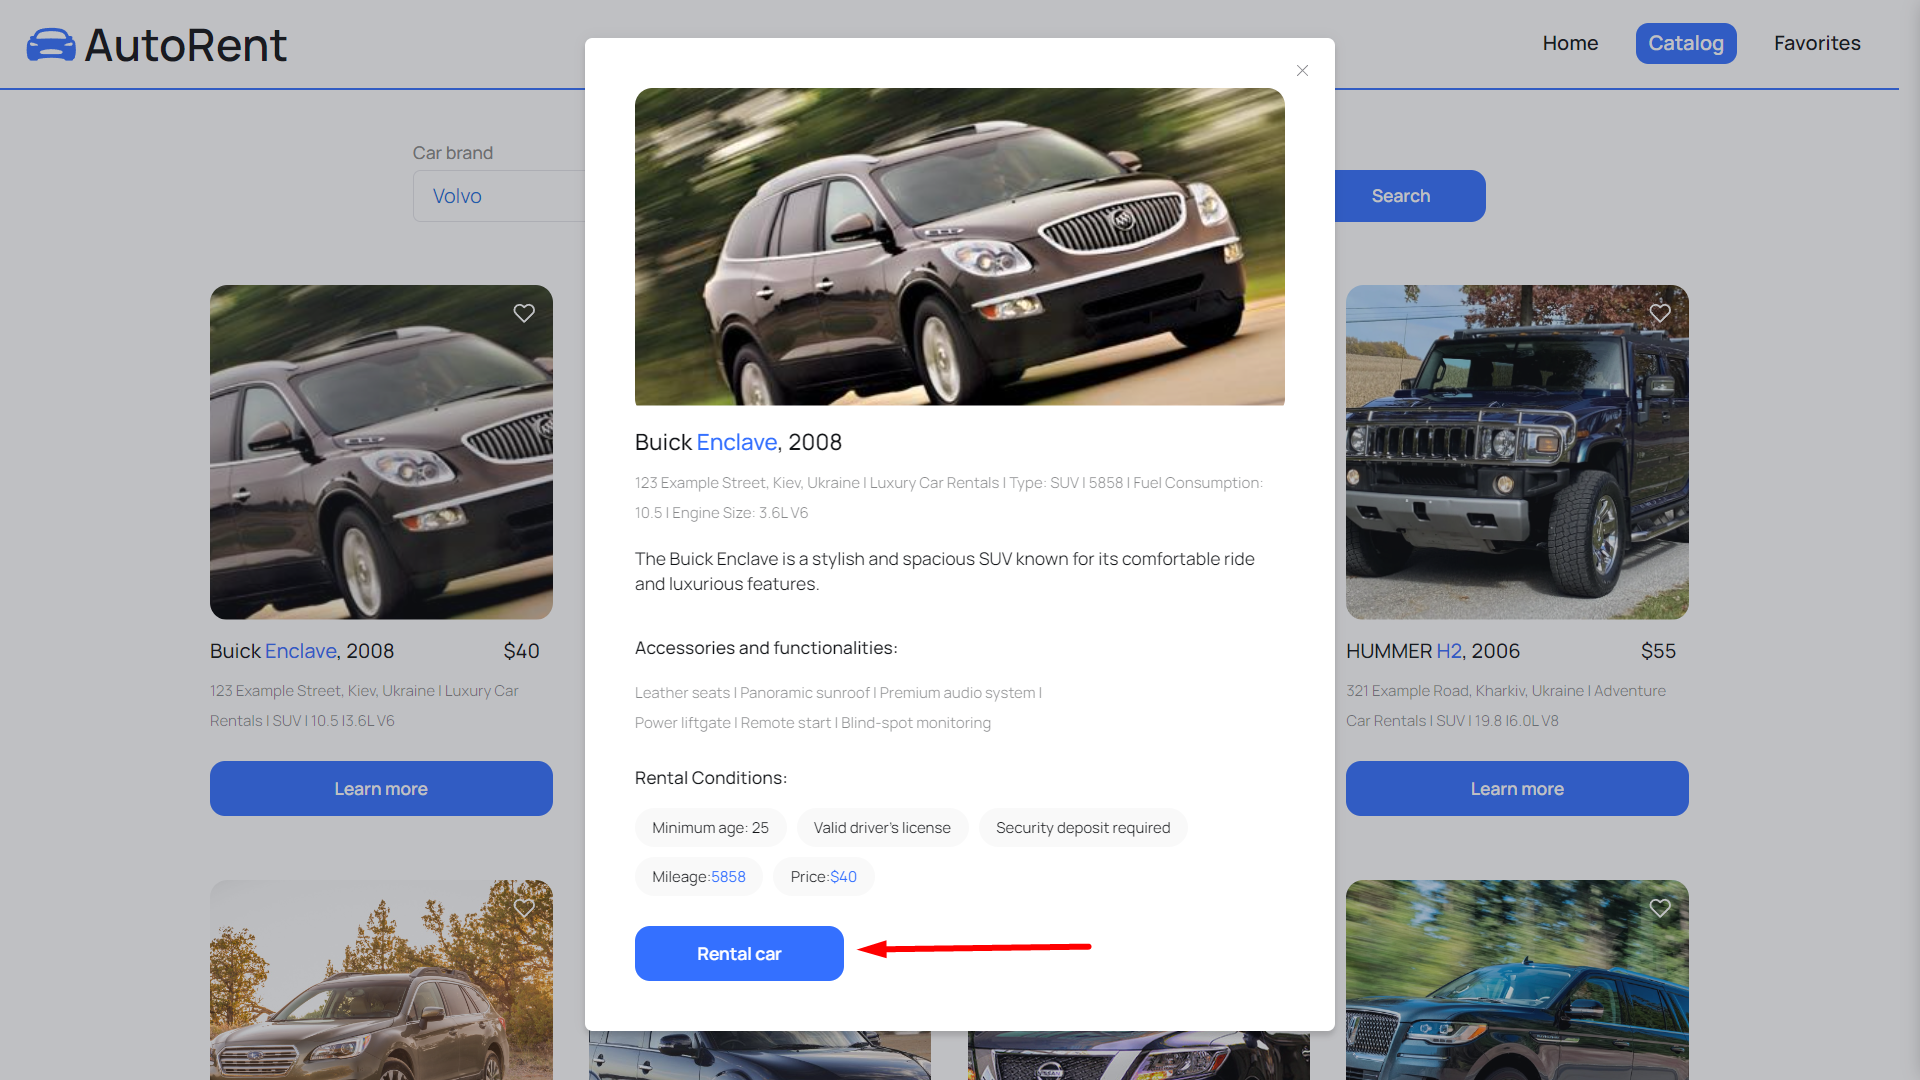 AutoRent
Home
Catalog
Favorites
Car brand
Volvo
Search
Buick Enclave, 2008
123 Example Street, Kiev, Ukraine | Luxury Car Rentals | Type: SUV | 5858 | Fuel Consumption:
10.5 | Engine Size: 3.6L V6
The Buick Enclave is a stylish and spacious SUV known for its comfortable ride
and luxurious features.
Accessories and functionalities:
Leather seats | Panoramic sunroof | Premium audio system |
Power liftgate | Remote start | Blind-spot monitoring
Rental Conditions:
Minimum age: 25
Valid driver's license
Security deposit required
Mileage:5858
Price:$40
Rental car
Buick Enclave, 2008
$40
123 Example Street, Kiev, Ukraine | Luxury Car
Rentals | SUV | 10.5 |3.6L V6
Learn more
HUMMER H2, 2006
$55
321 Example Road, Kharkiv, Ukraine | Adventure
Car Rentals | SUV | 19.8 |6.0L V8
Learn more
NISSAN